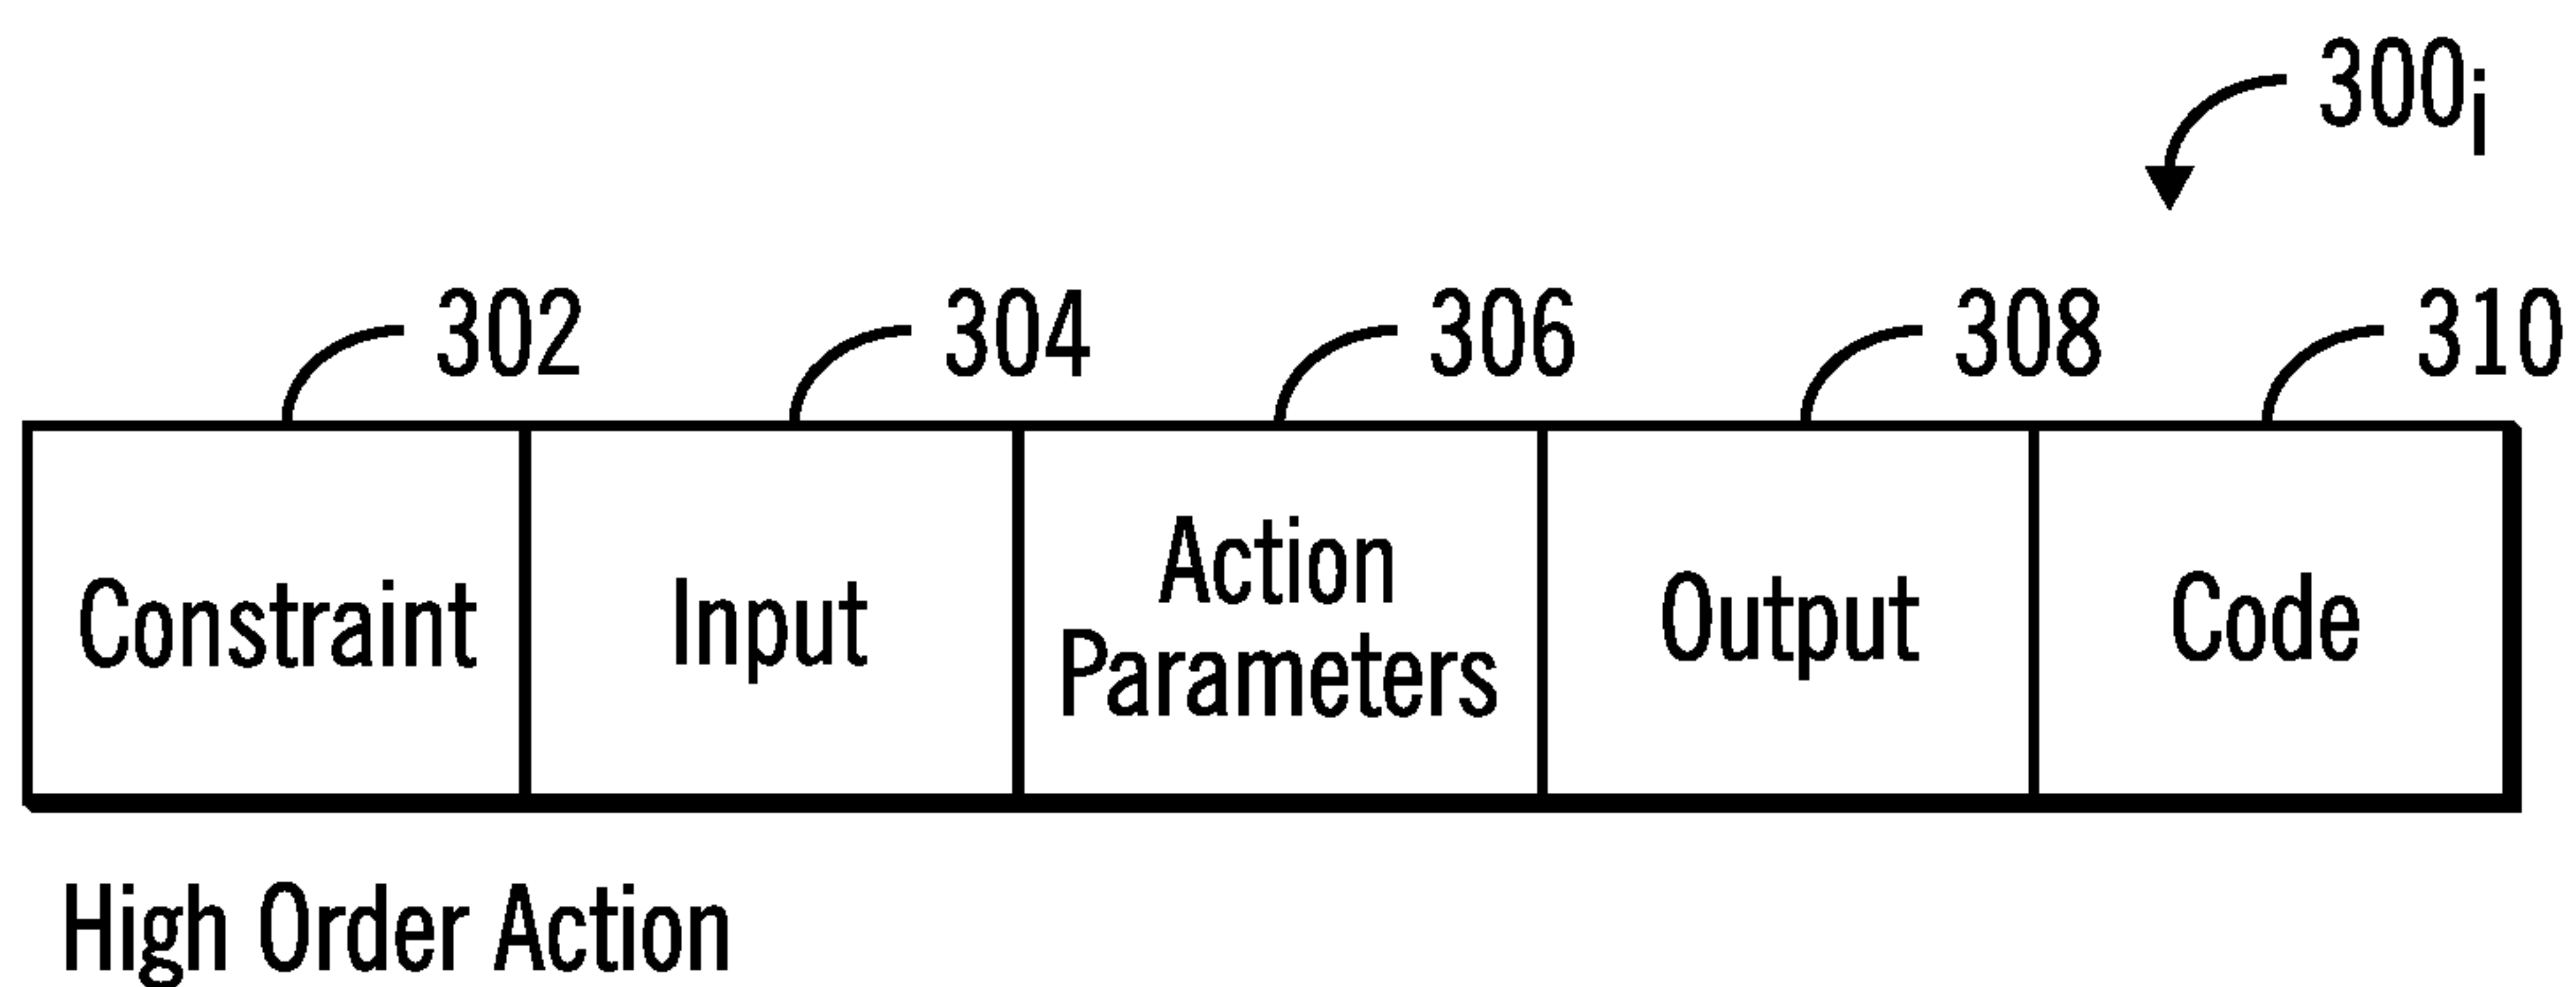 300i
302
304
306
308
310
Constraint
Input
Action
Parameters
Output
Code
High Order Action